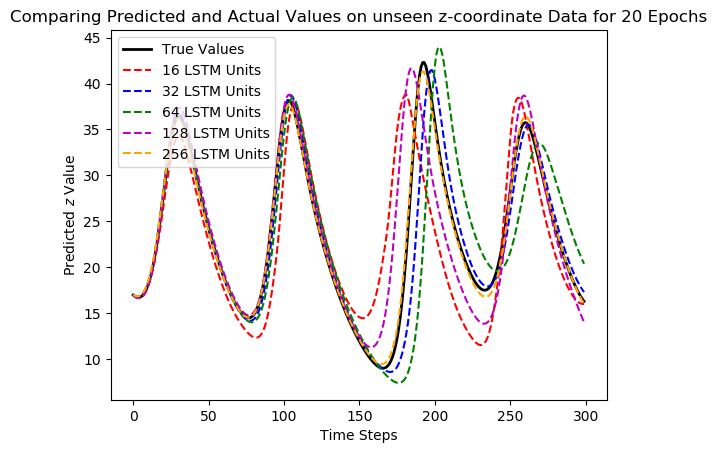 Comparing Predicted and Actual Values on unseen z-coordinate Data for 20 Epochs
45
40
35
30
25
20
15
10
Predicted z Value
True Values
16 LSTM Units
32 LSTM Units
64 LSTM Units
128 LSTM Units
256 LSTM Units
0
50
100
150
200
250
300
Time Steps